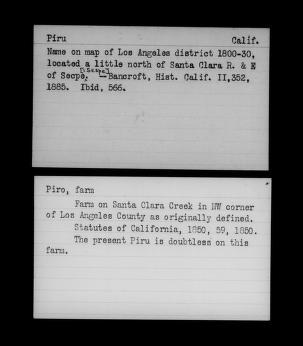 Piru Calif.
Name on map of Los Angeles district 1800-30,
located a little north of Santa Clara R. & E
[Sespe]
of Secpe, —Bancroft, Hist. Calif. II,352,
1885. Ibid, 566.
Piro, farm
Farm on Santa Clara Creek in NW corner
of Los Angeles County as originally defined.
Statutes of California, 1850, 59, 1850.
The present Piru is doubtless on this
farm.